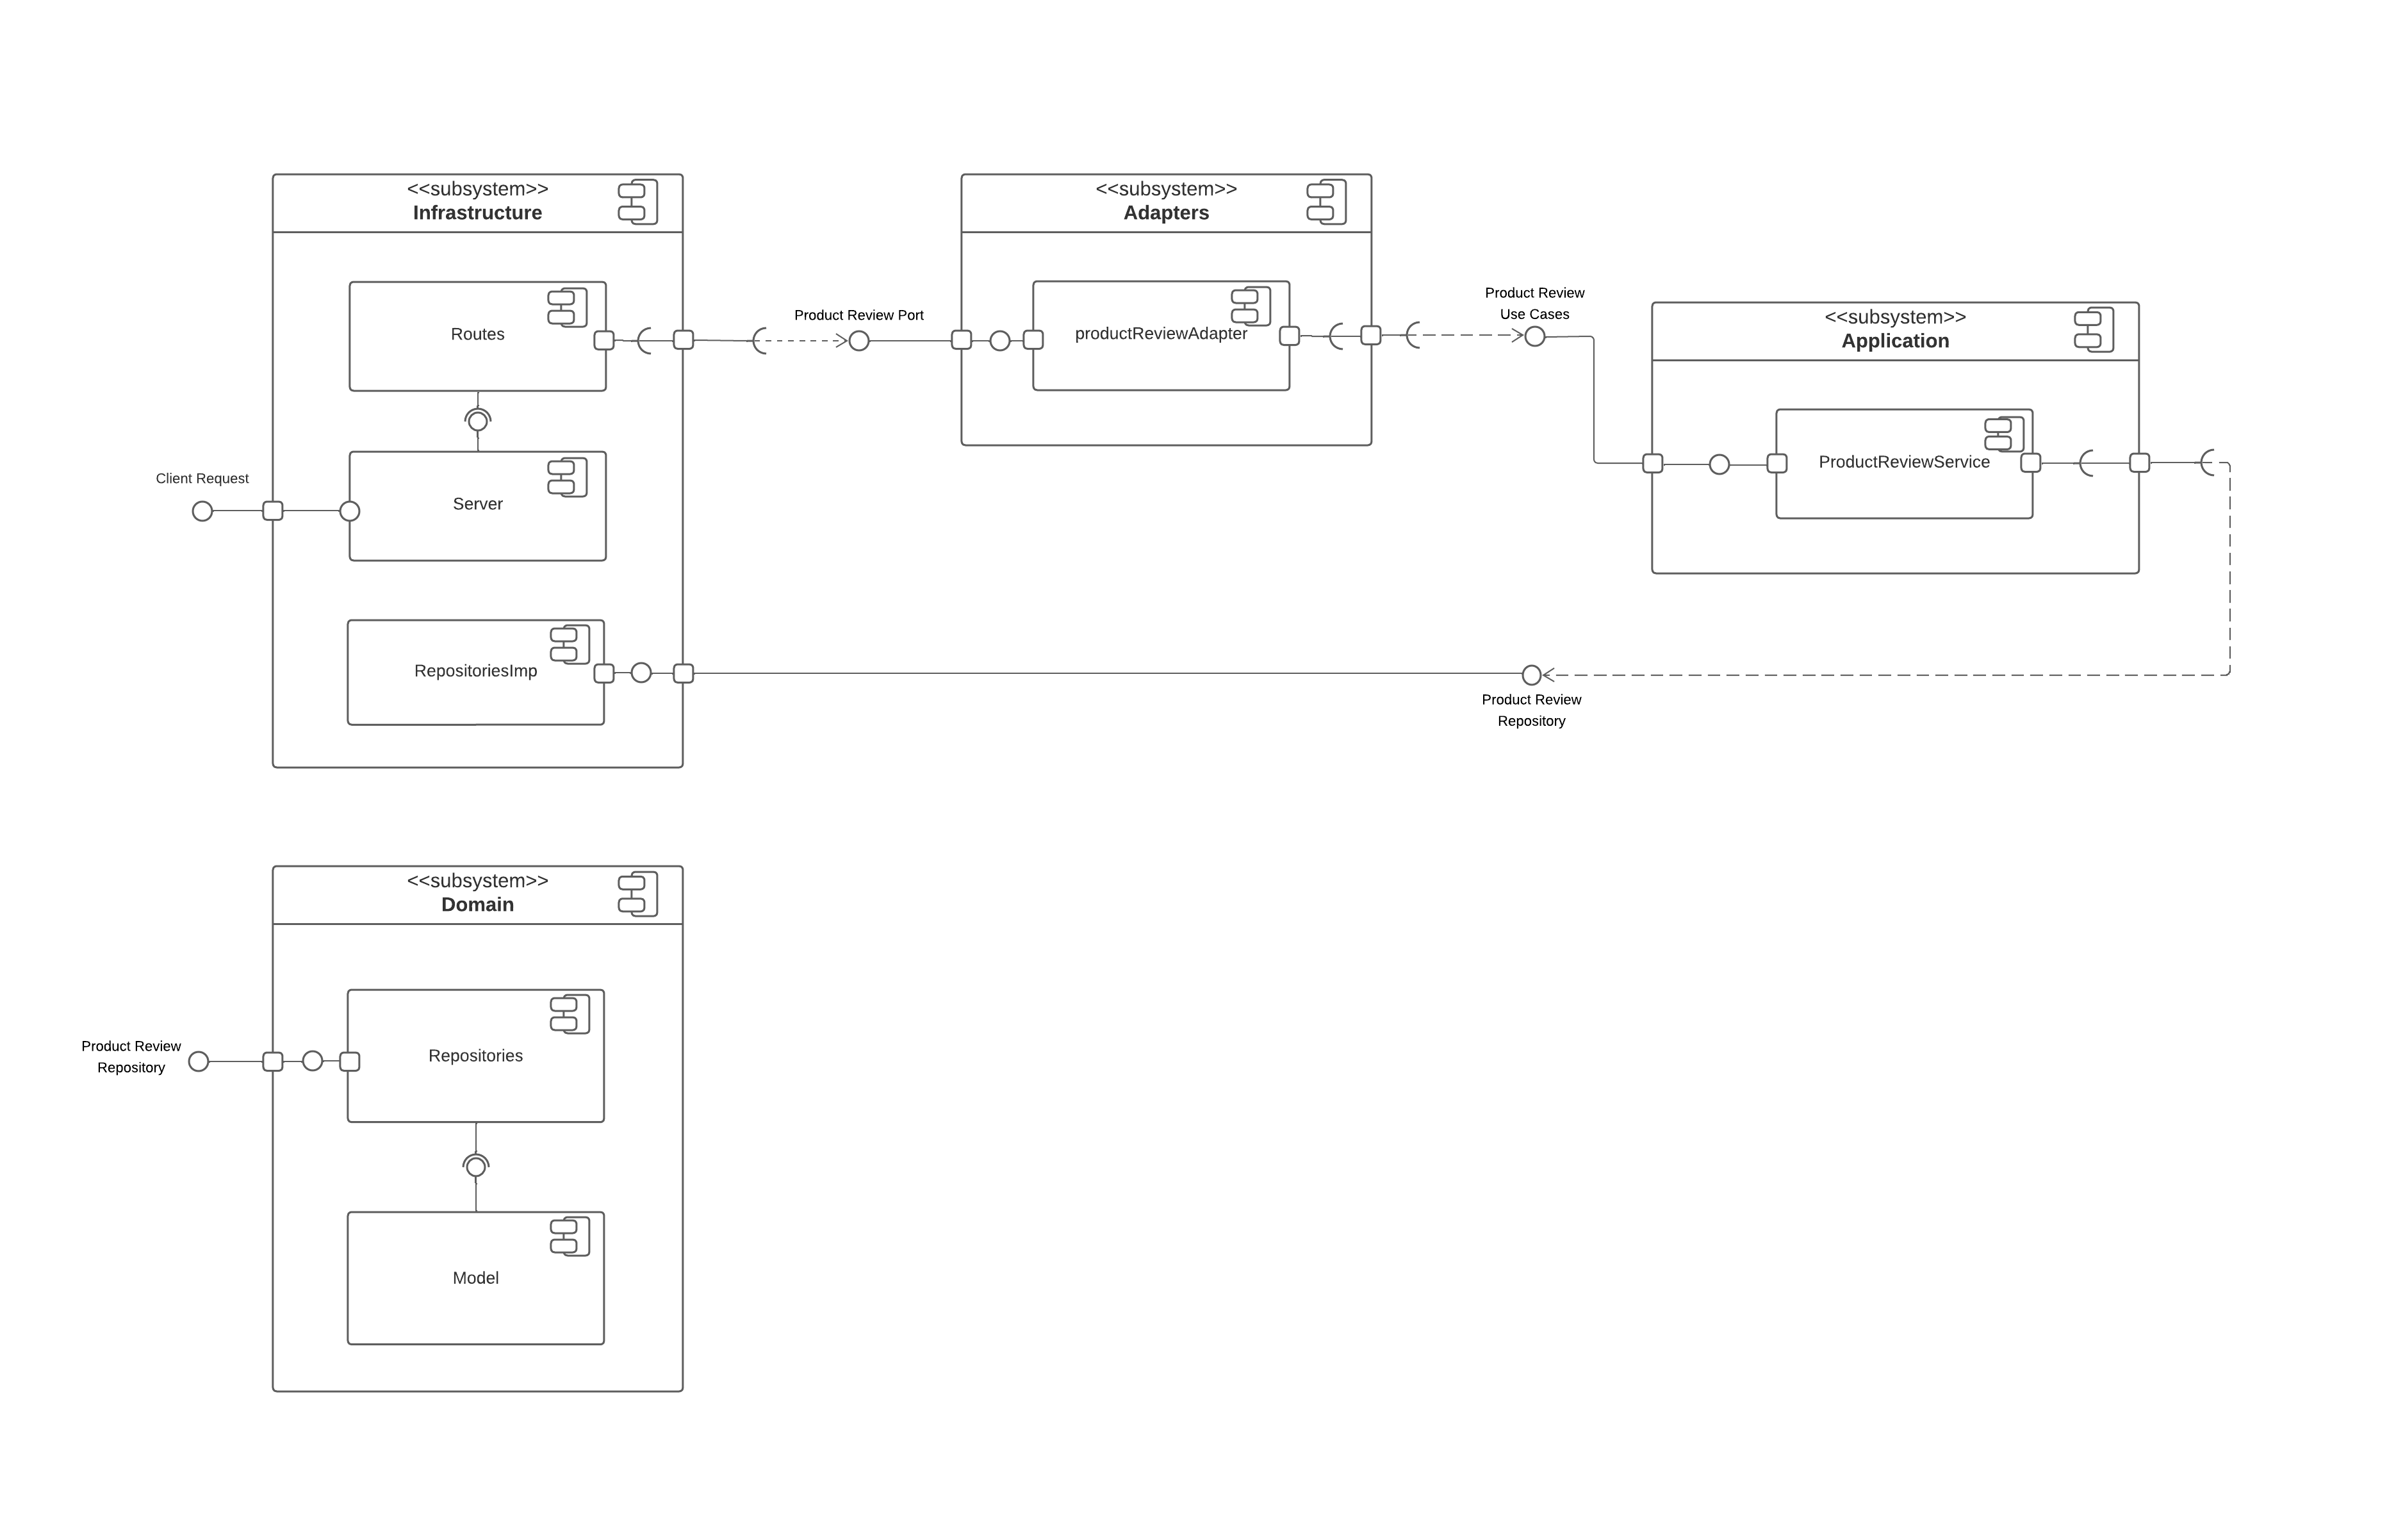 <<subsystem>>
Infrastructure
Routes
Client Request
Server
RepositoriesImp
Product Review Port
<<subsystem>>
Adapters
productReviewAdapter
Product Review
Use Cases
<<subsystem>>
Application
ProductReviewService
Product Review
Repository
<<subsystem>>
Domain
Product Review
Repository
Repositories
Model